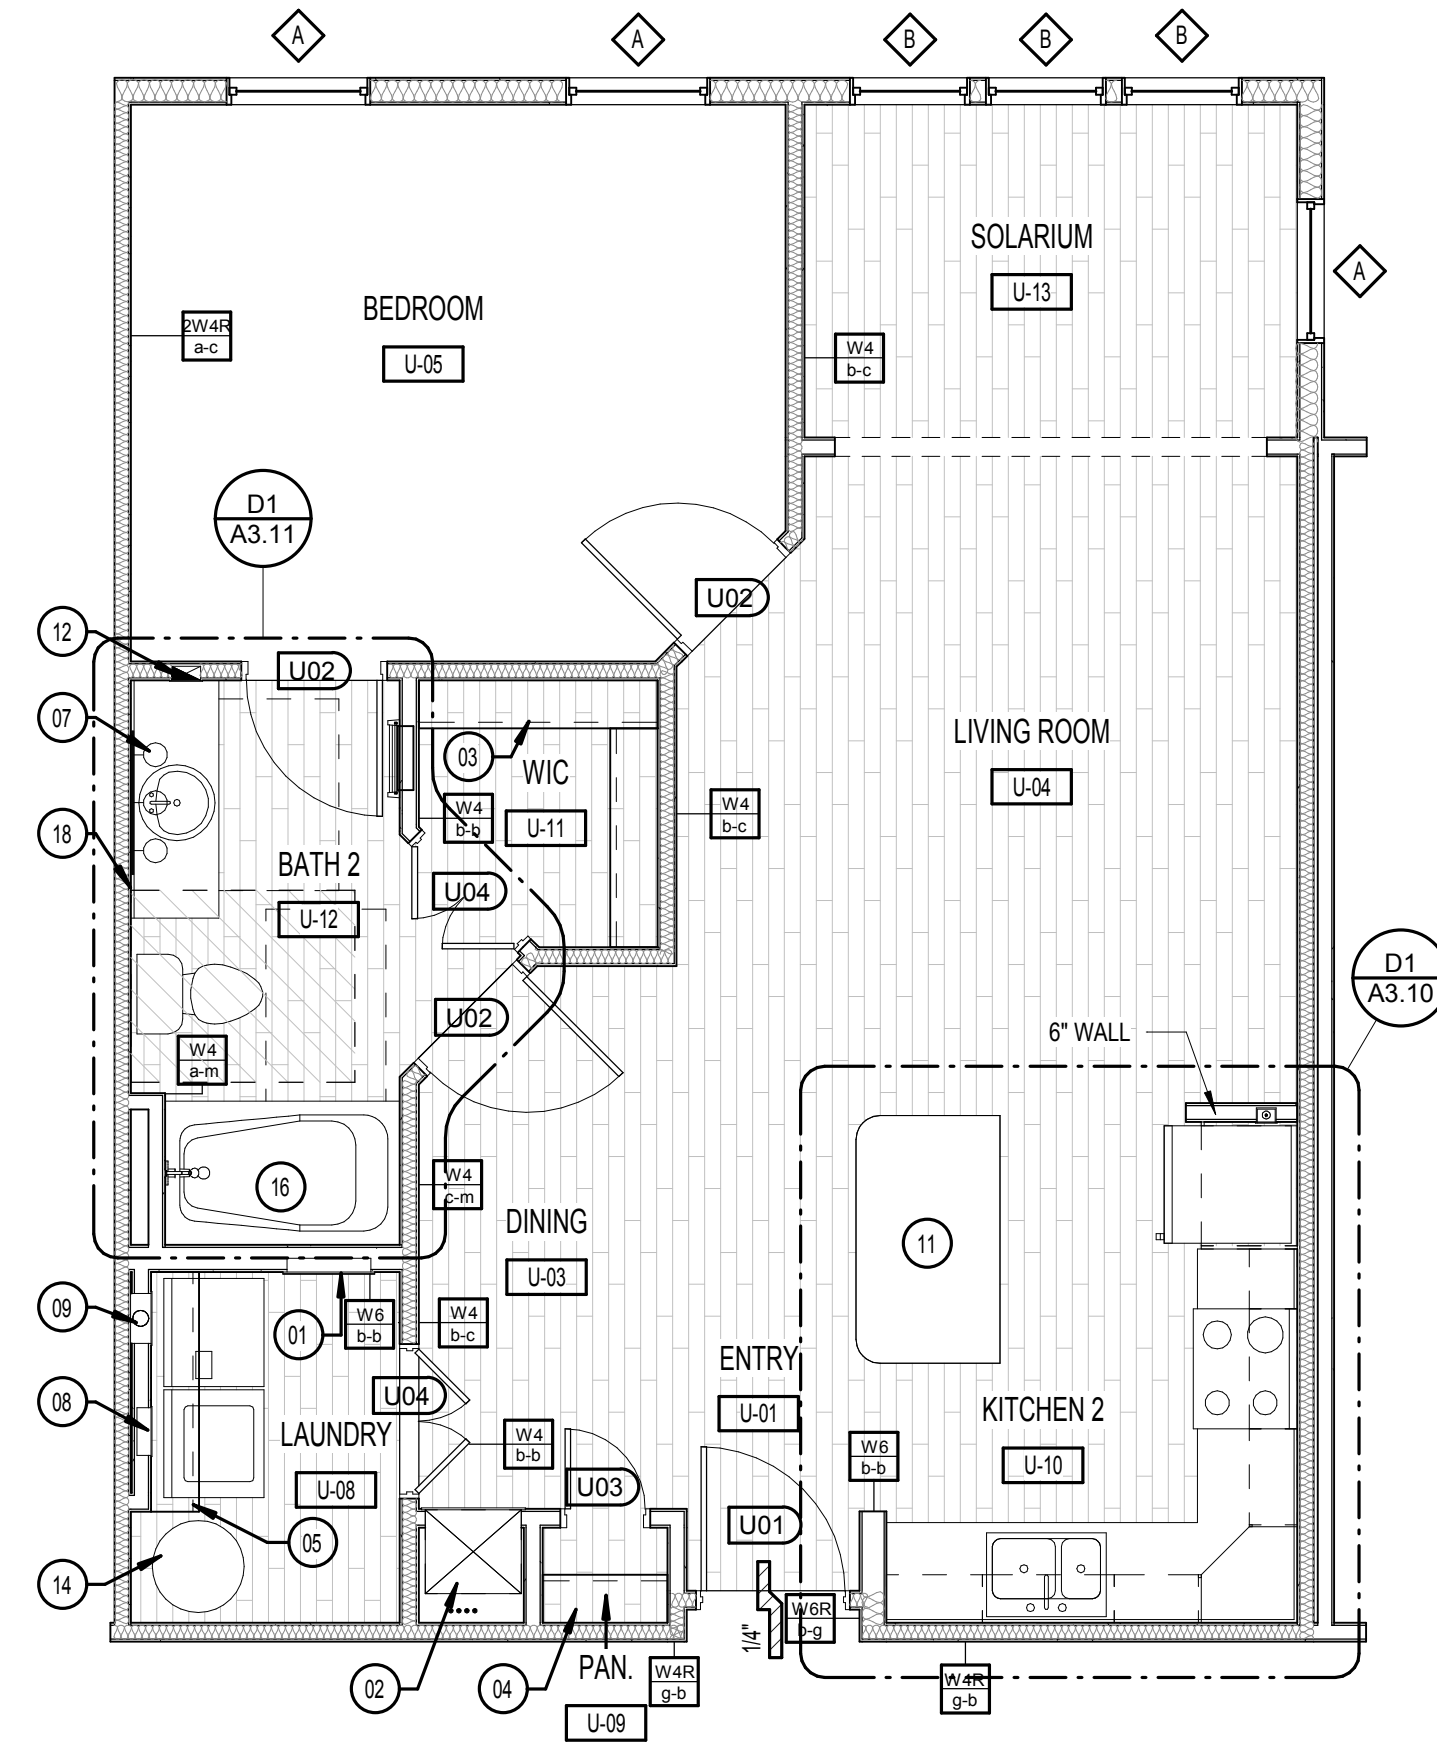 A
A
B
B
B
SOLARIUM
U-13
A
BEDROOM
U-05
2W4R
a-c
W4
b-c
D1
A3.11
U02
12
U02
07
03
WIC
LIVING ROOM
U-04
W4
b-b
U-11
W4
b-c
18
BATH 2
U-12
U04
D1
A3.10
U02
6" WALL
W4
a-m
16
W4
c-m
DINING
U-03
11
09
01
W6
b-b
W4
b-c
ENTRY
U-01
08
U04
KITCHEN 2
U-10
LAUNDRY
U-08
W4
b-b
W6
b-b
U03
U01
05
14
W6R
b-g
1/4"
02
04
PAN.
U-09
W4R
g-b
W4R
g-b